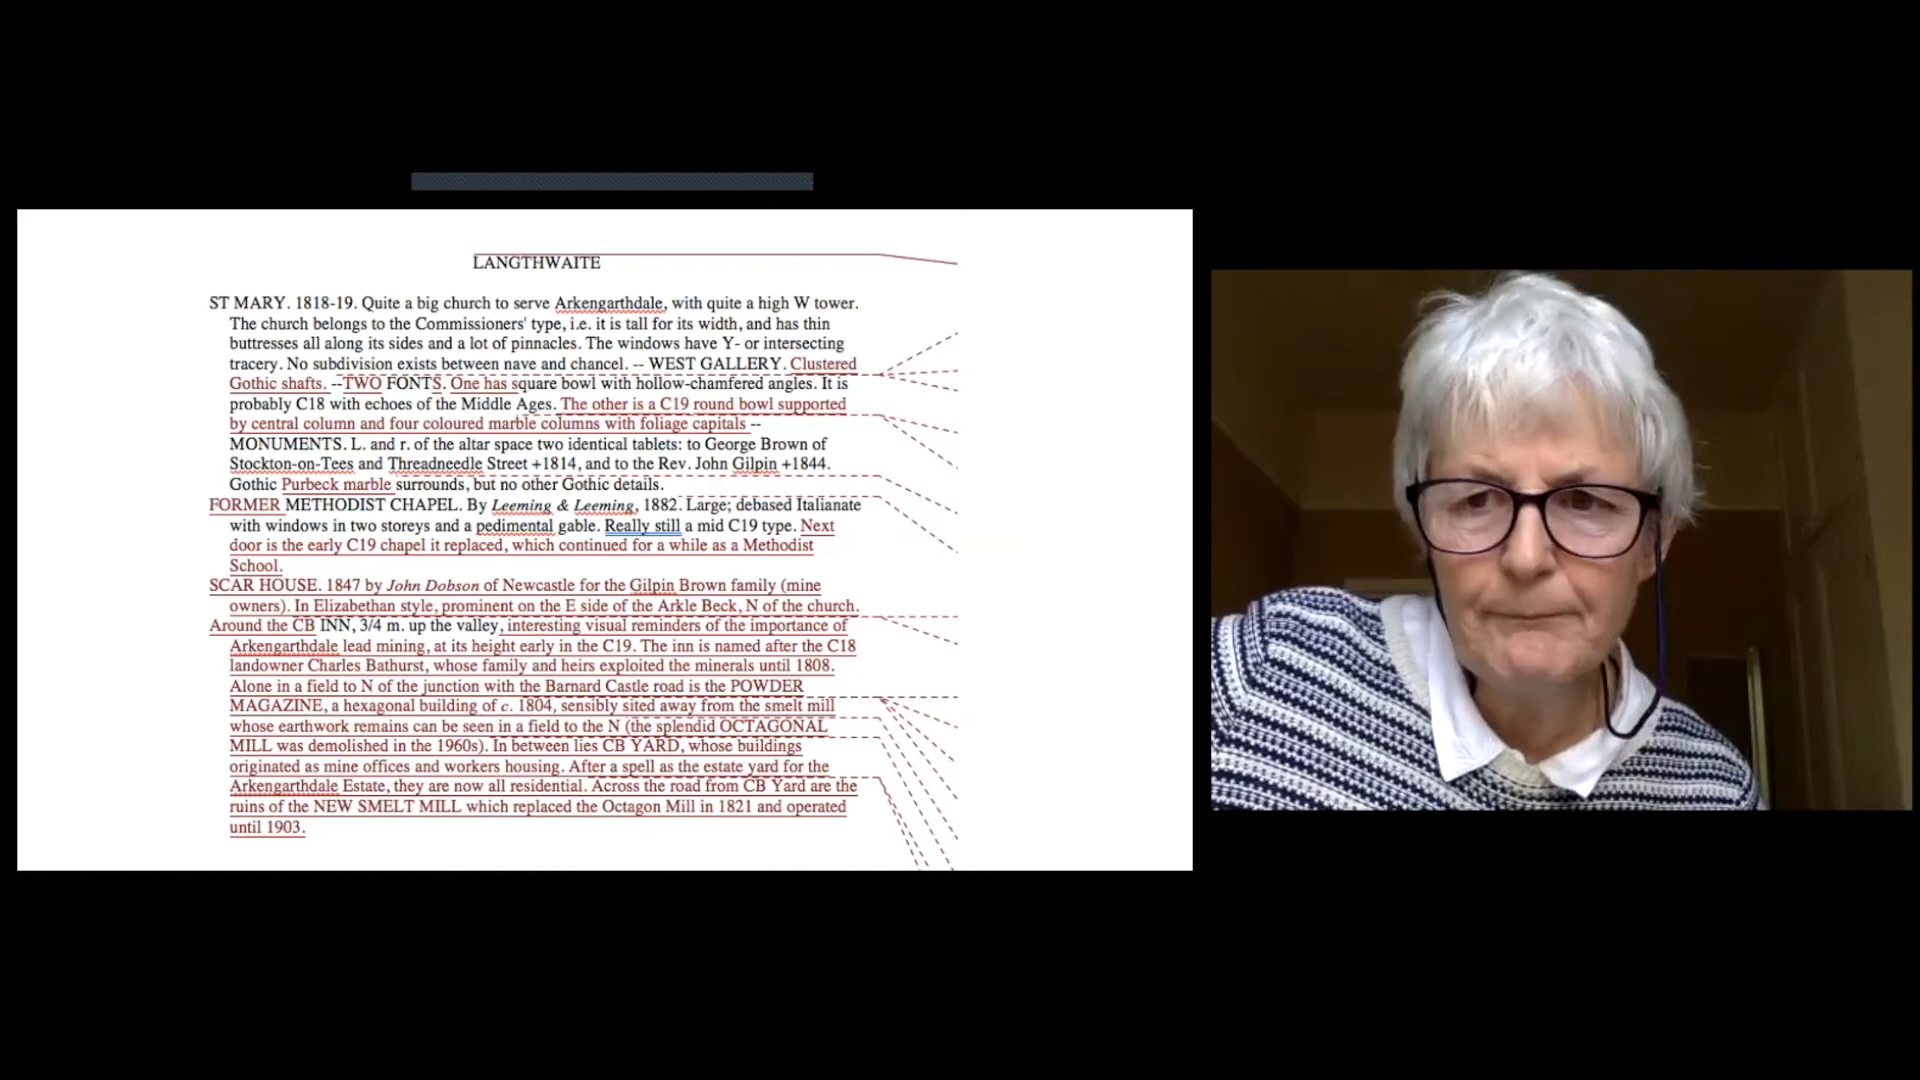 LANGTHWAITE
ST MARY. 1818-19. Quite a big church to serve Arkengarthdale, with quite a high W tower.
The church belongs to the Commissioners' type, i.e. it is tall for its width, and has thin
buttresses all along its sides and a lot of pinnacles. The windows have Y- or intersecting
tracery. No subdivision exists between nave and chancel. -- WEST GALLERY. Clustered
Gothic shafts. --TWO FONTS. One has square bowl with hollow-chamfered angles. It is
probably C18 with echoes of the Middle Ages. The other is a C19 round bowl supported
by central column and four coloured marble columns with foliage capitals --
MONUMENTS. L. and r. of the altar space two identical tablets: to George Brown of
Stockton-on-Tees and Threadneedle Street +1814, and to the Rev. John Gilpin +1844.
Gothic Purbeck marble surrounds, but no other Gothic details.
FORMER METHODIST CHAPEL. By Leeming & Leeming, 1882. Large; debased Italianate
with windows in two storeys and a pedimental gable. Really still a mid C19 type. Next
door is the early C19 chapel it replaced, which continued for a while as a Methodist
School.
SCAR HOUSE. 1847 by John Dobson of Newcastle for the Gilpin Brown family (mine
owners). In Elizabethan style, prominent on the E side of the Arkle Beck, N of the church.
Around the CB INN, 3/4 m. up the valley, interesting visual reminders of the importance of
Arkengarthdale lead mining, at its height early in the C19. The inn is named after the C18
landowner Charles Bathurst, whose family and heirs exploited the minerals until 1808.
Alone in a field to N of the junction with the Barnard Castle road is the POWDER
MAGAZINE, a hexagonal building of c. 1804, sensibly sited away from the smelt mill
whose earthwork remains can be seen in a field to the N (the splendid OCTAGONAL
MILL was demolished in the 1960s). In between lies CB YARD, whose buildings
originated as mine offices and workers housing. After a spell as the estate yard for the
Arkengarthdale Estate, they are now all residential. Across the road from CB Yard are the
ruins of the NEW SMELT MILL which replaced the Octagon Mill in 1821 and operated
until 1903.